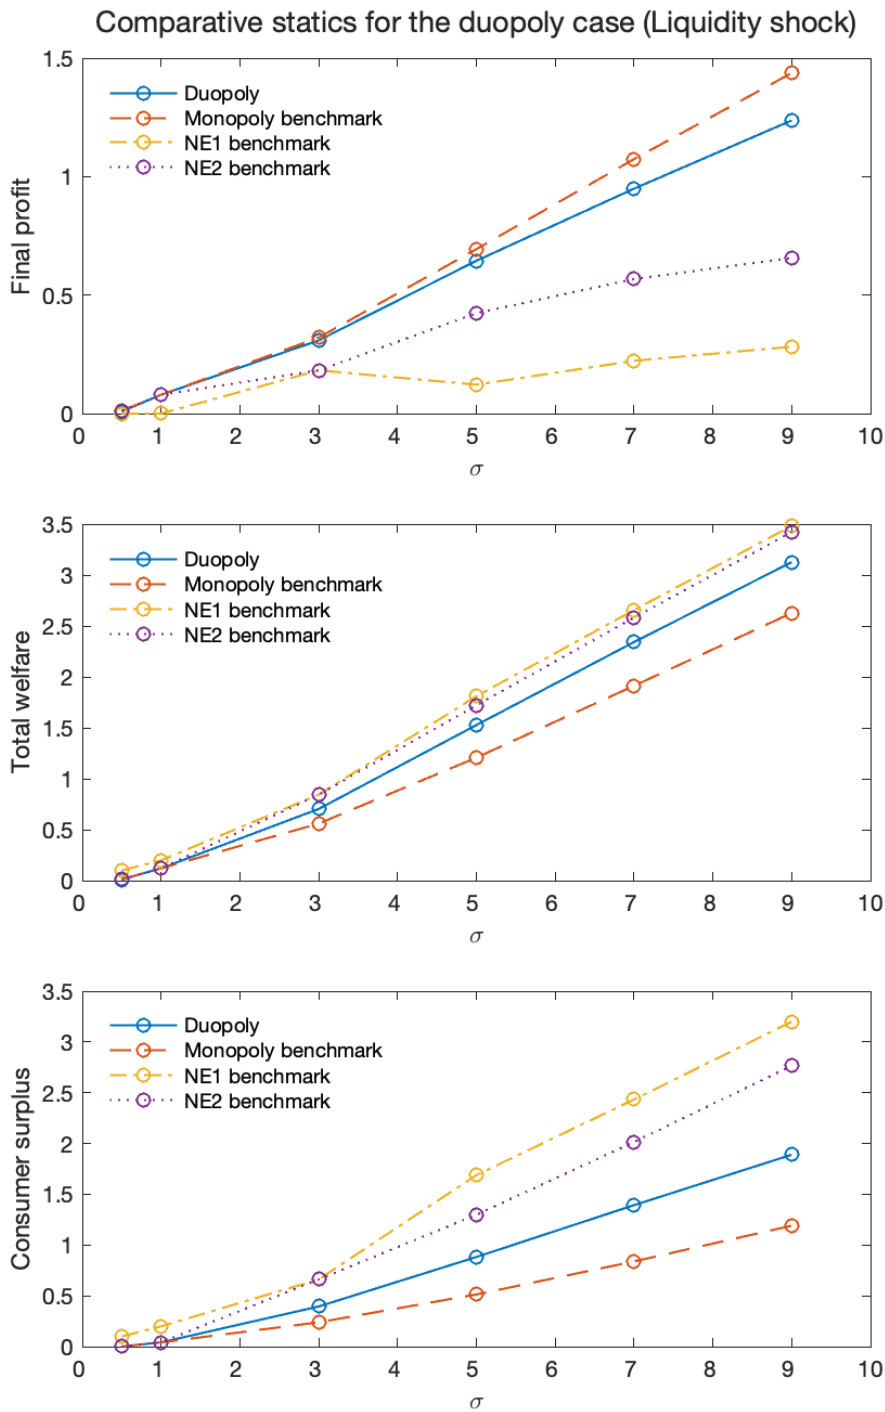 Comparative statics for the duopoly case (Liquidity shock)
1.5
1
0.5
0
Final profit
Duopoly
Monopoly benchmark
NE1 benchmark
NE2 benchmark
0 1 2 3 4 5 6 7 8 9 10
σ
3.5
3
2.5
2
1.5
1
0.5
0
Total welfare
Duopoly
Monopoly benchmark
NE1 benchmark
NE2 benchmark
0 1 2 3 4 5 6 7 8 9 10
σ
3.5
3
2.5
2
1.5
1
0.5
0
Consumer surplus
Duopoly
Monopoly benchmark
NE1 benchmark
NE2 benchmark
0 1 2 3 4 5 6 7 8 9 10
σ